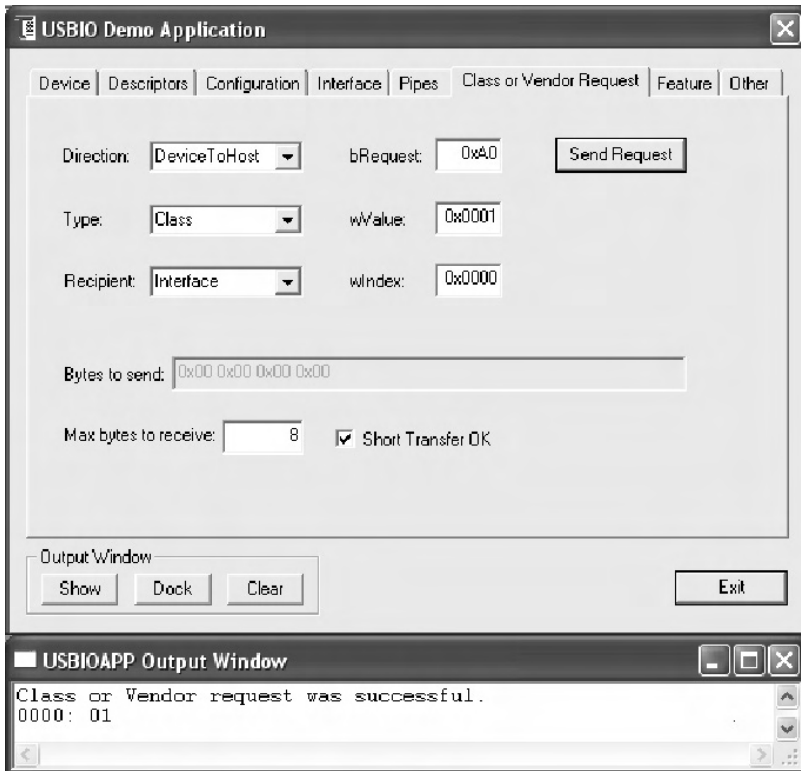 USBIO Demo Application
Device Descriptors Configuration Interface Pipes Class or Vendor Request Feature Other
Direction: DeviceToHost bRequest: 0xA0 Send Request
Type: Class wValue: 0x0001
Recipient: Interface wIndex: 0x0000
Bytes to send: 0x00 0x00 0x00 0x00
Max bytes to receive: 8 Short Transfer OK
Output Window
Show Dock Clear Exit
USBIOAPP Output Window
Class or Vendor request was successful.
0000: 01